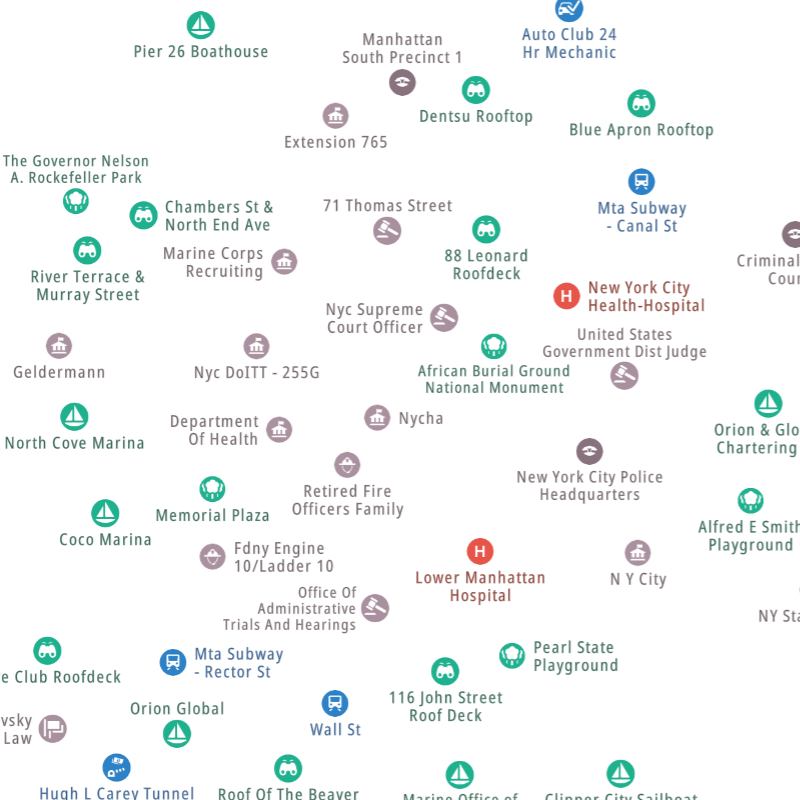 Pier 26 Boathouse
Auto Club 24
Hr Mechanic
Manhattan
South Precinct 1
Dentsu Rooftop
Extension 765
Blue Apron Rooftop
The Governor Nelson
A. Rockefeller Park
Chambers St &
North End Ave
71 Thomas Street
Mta Subway
- Canal St
River Terrace &
Murray Street
Marine Corps
Recruiting
88 Leonard
Roofdeck
Criminal
Cour
H
New York City
Health-Hospital
Nyc Supreme
Court Officer
United States
Government Dist Judge
Geldermann
Nyc DoITT - 255G
African Burial Ground
National Monument
North Cove Marina
Department
Of Health
Nycha
Orion & Glo
Chartering
Retired Fire
Officers Family
New York City Police
Headquarters
Memorial Plaza
Coco Marina
Alfred E Smith
Playground
Fdny Engine
10/Ladder 10
H
Lower Manhattan
Hospital
N Y City
Office Of
Administrative
Trials And Hearings
NY Sta
e Club Roofdeck
Mta Subway
- Rector St
Pearl State
Playground
116 John Street
Roof Deck
Orion Global
vsky
Law
Wall St
Hugh L Carey Tunnel
Roof Of The Beaver
Marine Office of
Clipper City Sailboat